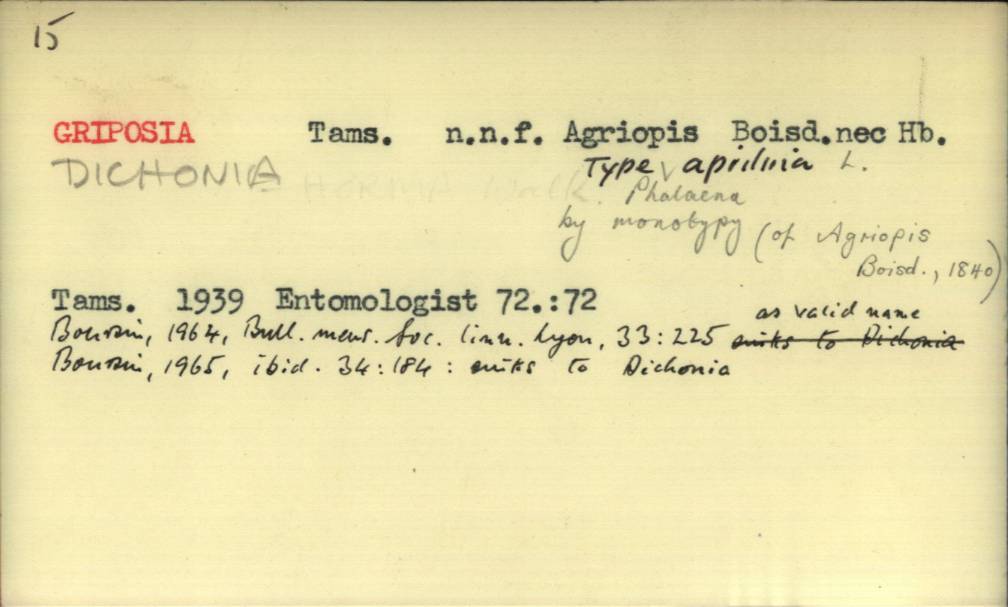 15
GRIPOSIA Tams. n.n.f. Agriopis Boisd.nec Hb.
DICHONIA Type aprilnia L.
Phalaena
by monotypy (of Agriopis
Boisd., 1840)
Tams. 1939 Entomologist 72.:72
as valid name
Boursin, 1964, Bull. mens. Soc. linn. Lyon, 33:225 sinks to Dichonia
Boursin, 1965, ibid. 34:184: sinks to Dichonia